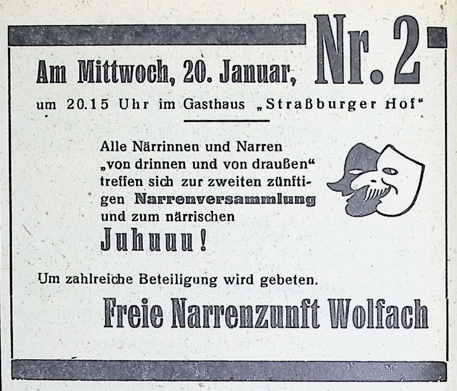 Nr. 2
Am Mittwoch, 20. Januar,
um 20.15 Uhr im Gasthaus „Straßburger Hof“
Alle Närrinnen und Narren
„von drinnen und von draußen“
treffen sich zur zweiten zünfti-
gen Narrenversammlung
und zum närrischen
Juhuuu!
Um zahlreiche Beteiligung wird gebeten.
Freie Narrenzunft Wolfach